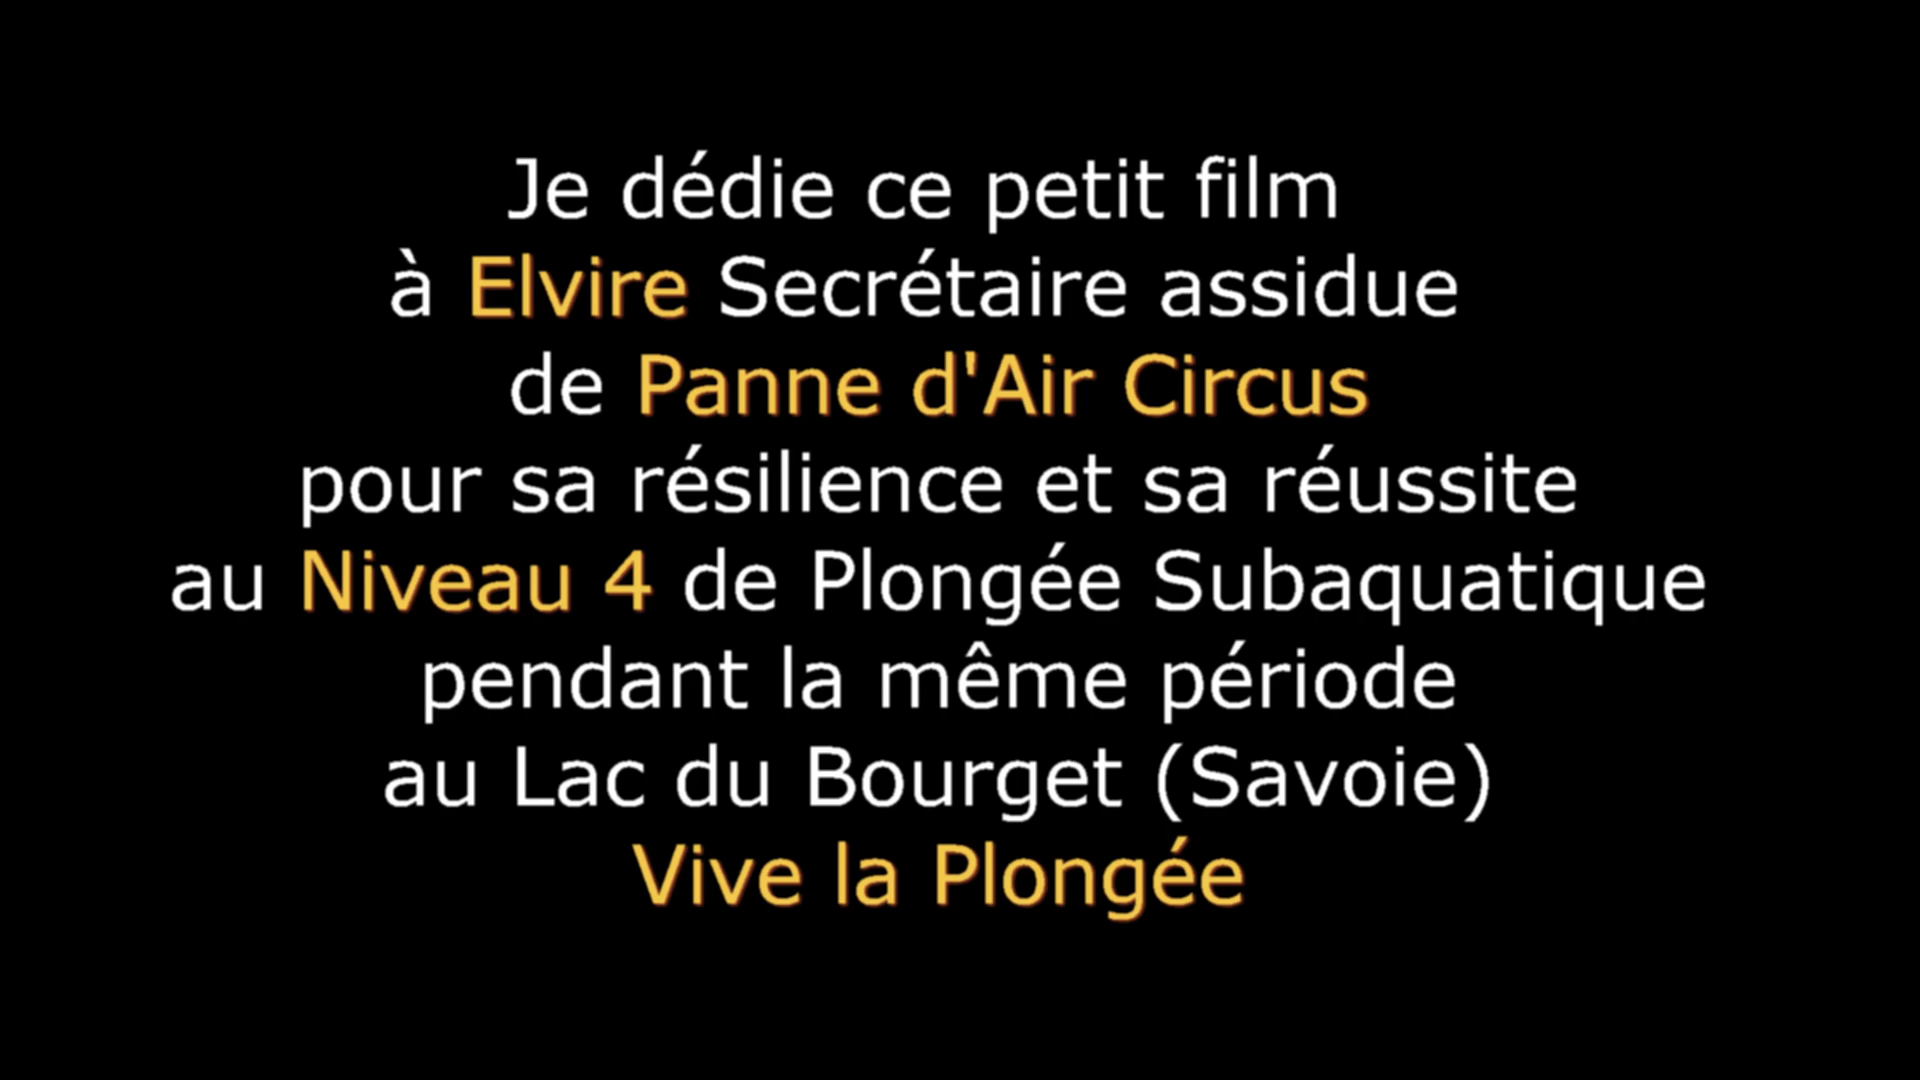 Je dédie ce petit film
à Elvire Secrétaire assidue
de Panne d'Air Circus
pour sa résilience et sa réussite
au Niveau 4 de Plongée Subaquatique
pendant la même période
au Lac du Bourget (Savoie)
Vive la Plongée